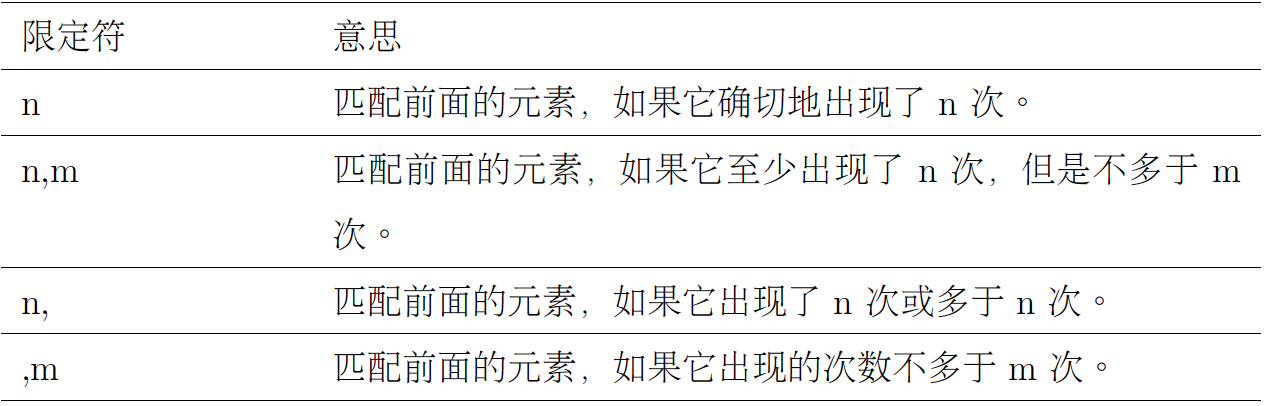 限定符 意思
n 匹配前面的元素，如果它确切地出现了 n 次。
n,m 匹配前面的元素，如果它至少出现了 n 次，但是不多于 m
次。
n, 匹配前面的元素，如果它出现了 n 次或多于 n 次。
,m 匹配前面的元素，如果它出现的次数不多于 m 次。